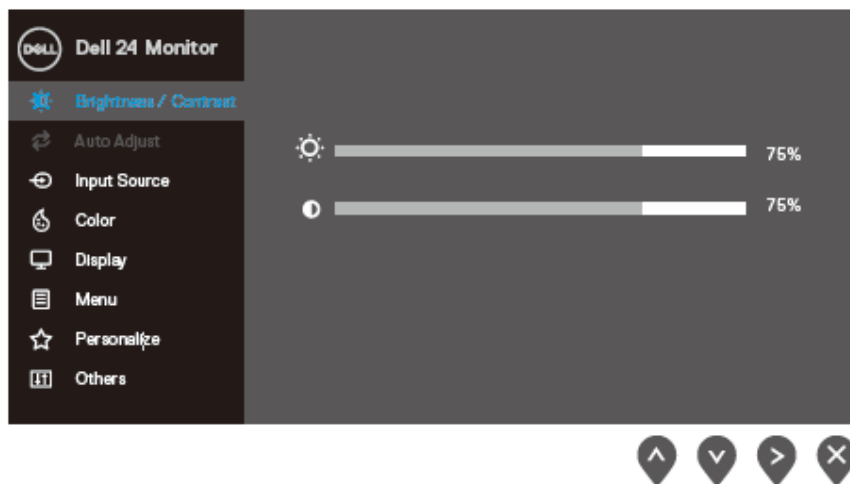 DELL Dell 24 Monitor
Brightness / Contrast
Auto Adjust
75%
Input Source
75%
Color
Display
Menu
Personalize
Others